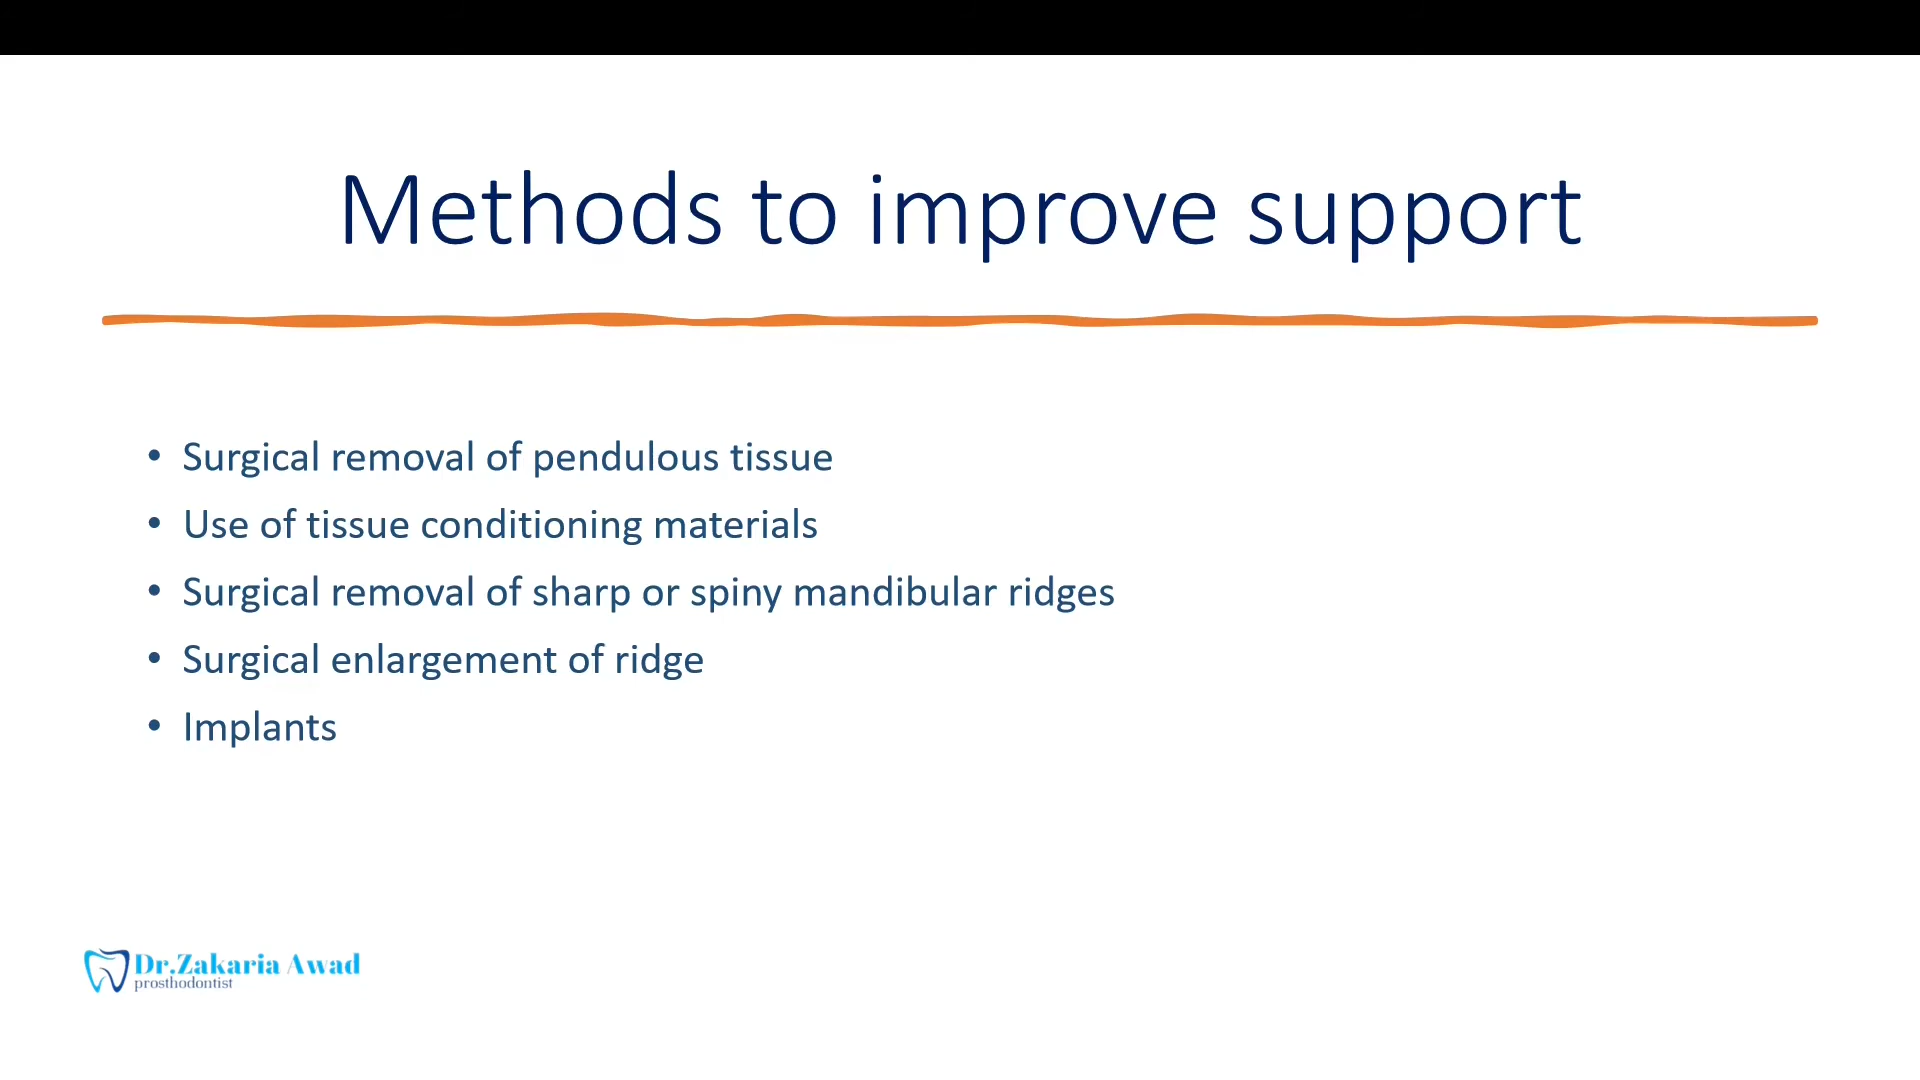 Methods to improve support
• Surgical removal of pendulous tissue
• Use of tissue conditioning materials
• Surgical removal of sharp or spiny mandibular ridges
• Surgical enlargement of ridge
• Implants
Dr.Zakaria Awad
prosthodontist